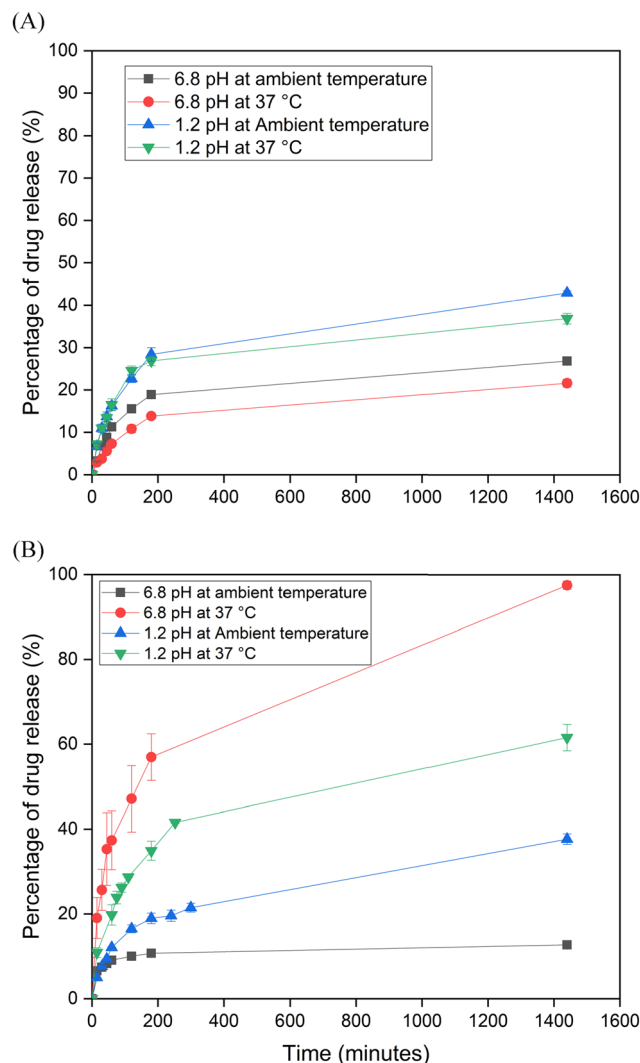 (A)
100
90
80
70
60
50
40
30
20
10
0
Percentage of drug release (%)
6.8 pH at ambient temperature
6.8 pH at 37 °C
1.2 pH at Ambient temperature
1.2 pH at 37 °C
0 200 400 600 800 1000 1200 1400 1600
(B)
100
80
60
40
20
0
Percentage of drug release (%)
6.8 pH at ambient temperature
6.8 pH at 37 °C
1.2 pH at Ambient temperature
1.2 pH at 37 °C
0 200 400 600 800 1000 1200 1400 1600
Time (minutes)